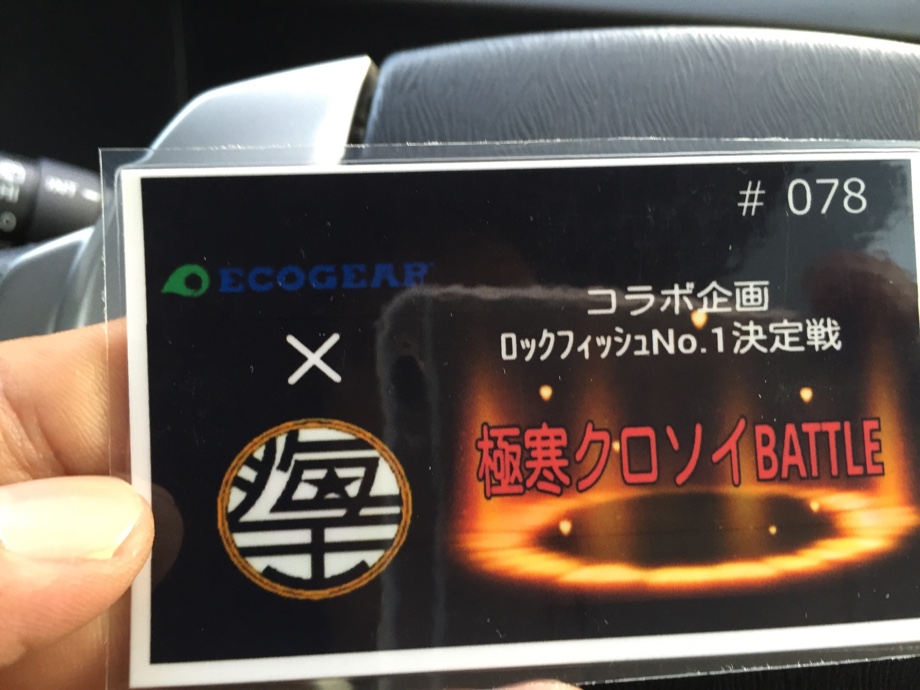 # 078
ECOGEAR
×
コラボ企画
ロックフィッシュNo.1決定戦
極寒クロソイBATTLE